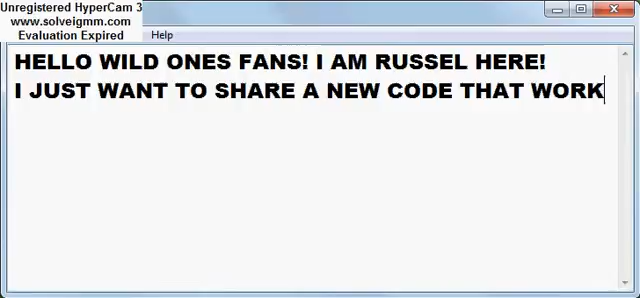 Unregistered HyperCam 3
www.solveigmm.com
Evaluation Expired
Help
HELLO WILD ONES FANS! I AM RUSSEL HERE!
I JUST WANT TO SHARE A NEW CODE THAT WORK